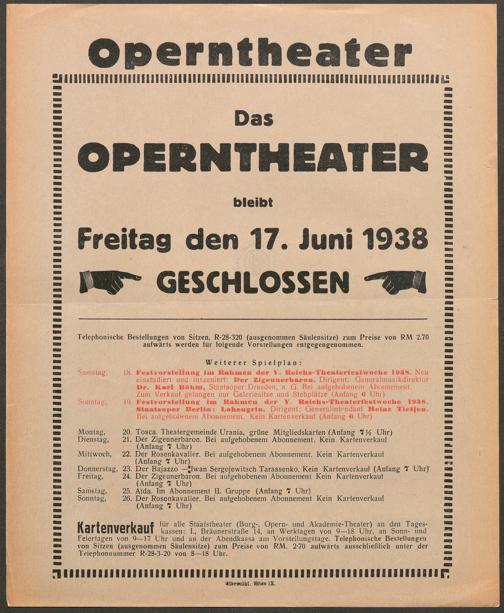 Operntheater
Das
OPERNTHEATER
bleibt
Freitag den 17. Juni 1938
GESCHLOSSEN
Telephonische Bestellungen von Sitzen, R-28-320 (ausgenommen Säulensitze) zum Preise von RM 2·70
aufwärts werden für folgende Vorstellungen entgegengenommen.
Weiterer Spielplan:
Samstag, 18. Festvorstellung im Rahmen der V. Reichs-Theaterfestwoche 1938. Neu
einstudiert und inszeniert: Der Zigeunerbaron. Dirigent: Generalmusikdirektor
Dr. Karl Böhm, Staatsoper Dresden, a. G. Bei aufgehobenem Abonnement.
Zum Verkauf gelangen nur Galeriesitze und Stehplätze (Anfang 6 Uhr)
Sonntag, 19. Festvorstellung im Rahmen der V. Reichs-Theaterfestwoche 1938.
Staatsoper Berlin: Lohengrin. Dirigent: Generalintendant Heinz Tietjen.
Bei aufgehobenem Abonnement. Kein Kartenverkauf (Anfang 6 Uhr)
Montag, 20. Tosca. Theatergemeinde Urania, grüne Mitgliedskarten (Anfang 7½ Uhr)
Dienstag, 21. Der Zigeunerbaron. Bei aufgehobenem Abonnement. Kein Kartenverkauf
(Anfang 7 Uhr)
Mittwoch, 22. Der Rosenkavalier. Bei aufgehobenem Abonnement. Kein Kartenverkauf
(Anfang 7 Uhr)
Donnerstag, 23. Der Bajazzo — Iwan Sergejewitsch Tarassenko. Kein Kartenverkauf (Anfang 7 Uhr)
Freitag, 24. Der Zigeunerbaron. Bei aufgehobenem Abonnement. Kein Kartenverkauf
(Anfang 7 Uhr)
Samstag, 25. Aida. Im Abonnement II. Gruppe (Anfang 7 Uhr)
Sonntag, 26. Der Rosenkavalier. Bei aufgehobenem Abonnement. Kein Kartenverkauf
(Anfang 7 Uhr)
Kartenverkauf für alle Staatstheater (Burg-, Opern- und Akademie-Theater) an den Tages-
kassen: I., Bräunerstraße 14, an Werktagen von 9—18 Uhr, an Sonn- und
Feiertagen von 9—17 Uhr und an der Abendkassa am Vorstellungstage. Telephonische Bestellungen
von Sitzen (ausgenommen Säulensitze) zum Preise von RM. 2·70 aufwärts ausschließlich unter der
Telephonnummer R-28-3-20 von 8—18 Uhr.
Elbemühl, Wien IX.